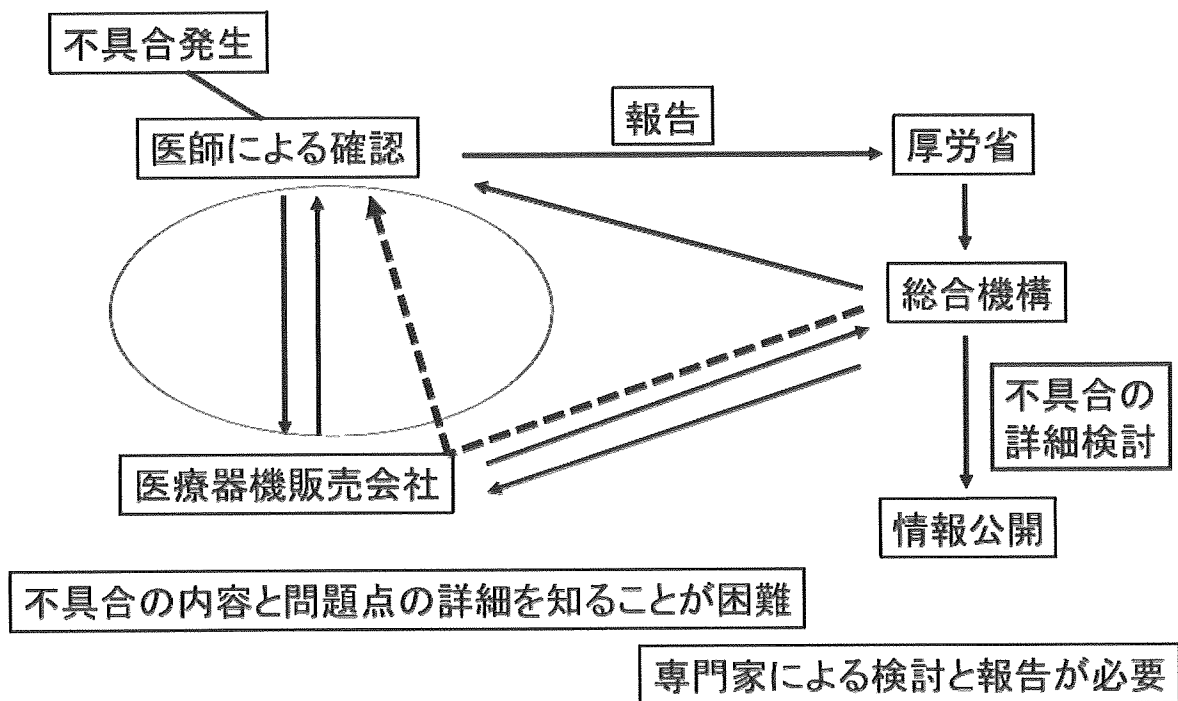 不具合発生
医師による確認
報告
厚労省
総合機構
不具合の
詳細検討
医療器機販売会社
情報公開
不具合の内容と問題点の詳細を知ることが困難
専門家による検討と報告が必要